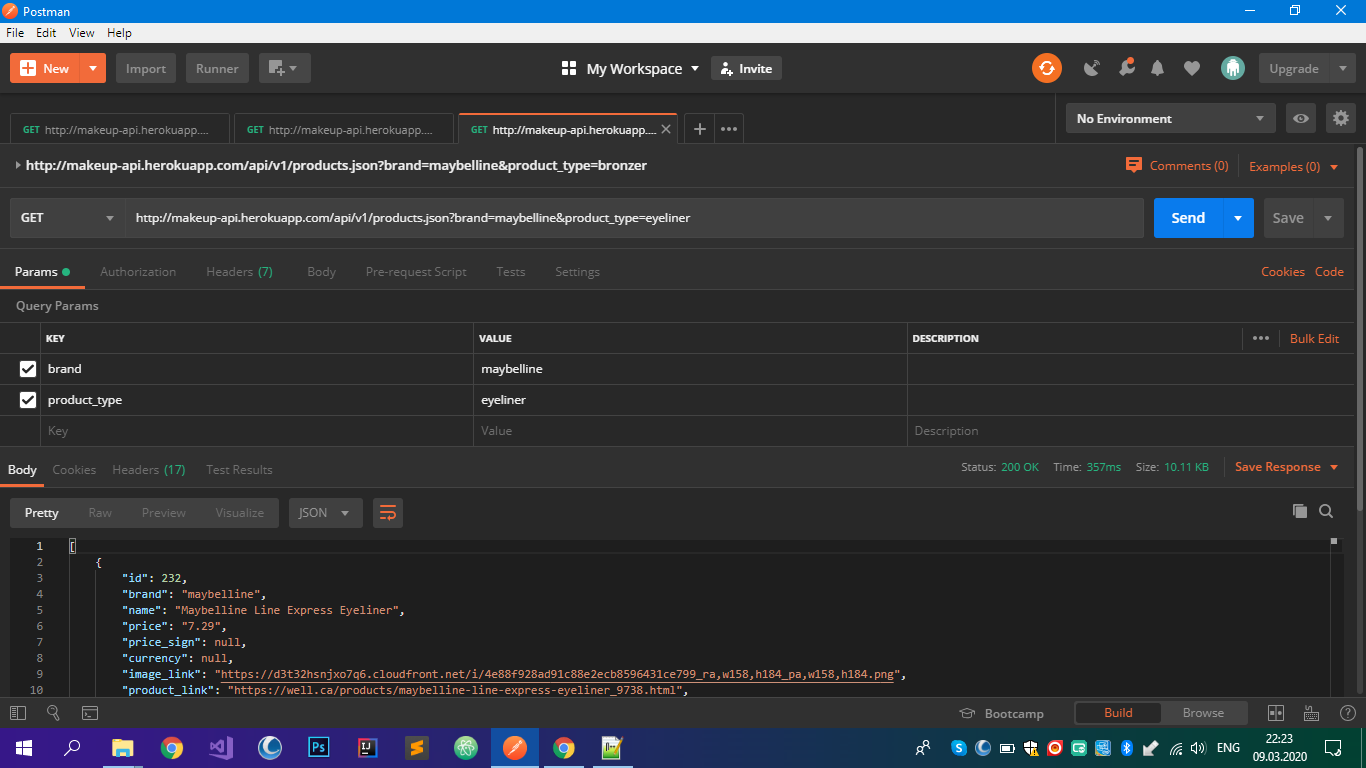 Postman
File Edit View Help
New Import Runner My Workspace Invite Upgrade
GET http://makeup-api.herokuapp.... GET http://makeup-api.herokuapp.... GET http://makeup-api.herokuapp.... No Environment
http://makeup-api.herokuapp.com/api/v1/products.json?brand=maybelline&product_type=bronzer Comments (0) Examples (0)
GET http://makeup-api.herokuapp.com/api/v1/products.json?brand=maybelline&product_type=eyeliner Send Save
Params Authorization Headers (7) Body Pre-request Script Tests Settings Cookies Code
Query Params
KEY VALUE DESCRIPTION Bulk Edit
brand maybelline
product_type eyeliner
Key Value Description
Body Cookies Headers (17) Test Results Status: 200 OK Time: 357ms Size: 10.11 KB Save Response
Pretty Raw Preview Visualize JSON
1 [
2 {
3 "id": 232,
4 "brand": "maybelline",
5 "name": "Maybelline Line Express Eyeliner",
6 "price": "7.29",
7 "price_sign": null,
8 "currency": null,
9 "image_link": "https://d3t32hsnjxo7q6.cloudfront.net/i/4e88f928ad91c88e2ecb8596431ce799_ra,w158,h184_pa,w158,h184.png",
10 "product_link": "https://well.ca/products/maybelline-line-express-eyeliner_9738.html",
Bootcamp Build Browse
Ps IJ ENG 22:23
09.03.2020